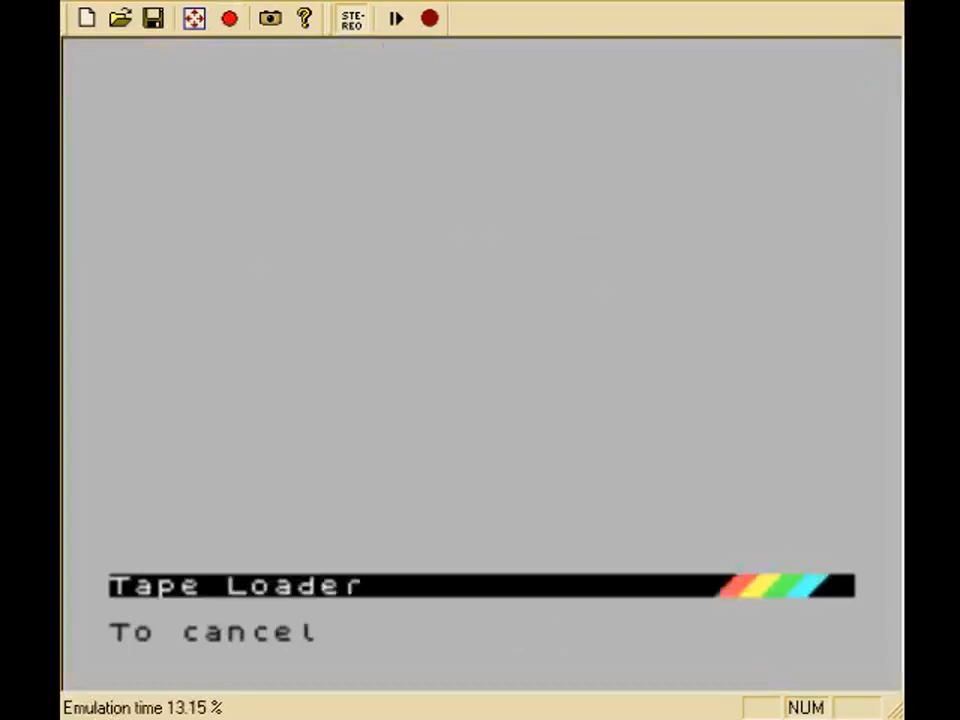 STE-
REO
Tape Loader
To cancel
Emulation time 13.15 %
NUM